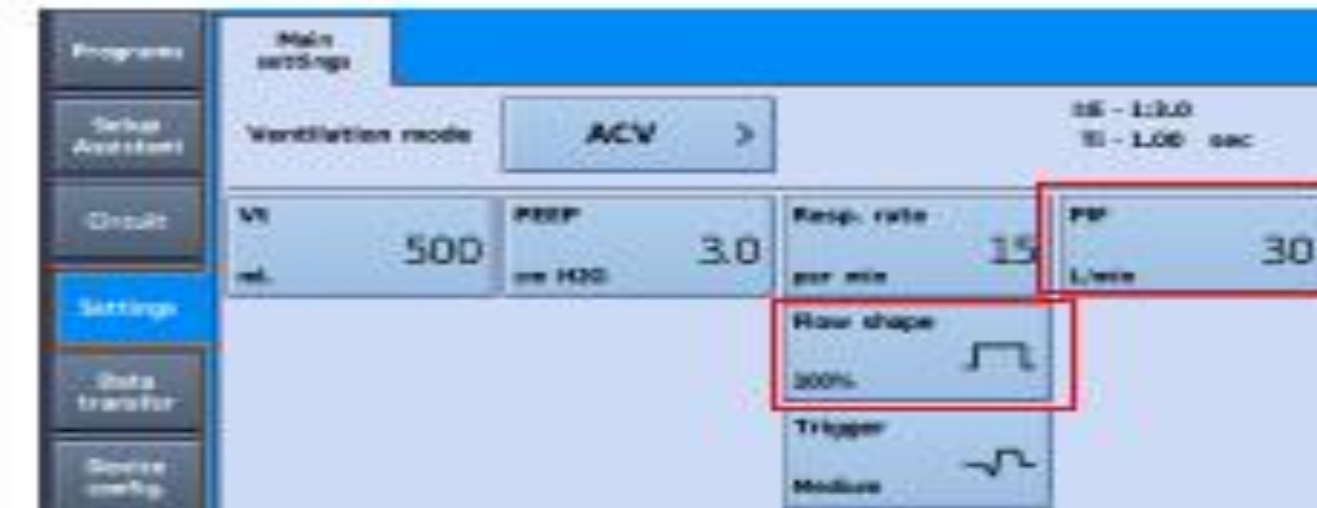 Programs
Setup
Assistant
Circuit
Settings
Data
transfer
Device
config.
Main
settings
Ventilation mode
ACV >
I:E - 1:3.0
Ti - 1.00 sec
Vt
500
mL
PEEP
3.0
cm H2O
Resp. rate
15
per min
PIF
30
L/min
Flow shape
100%
Trigger
Medium